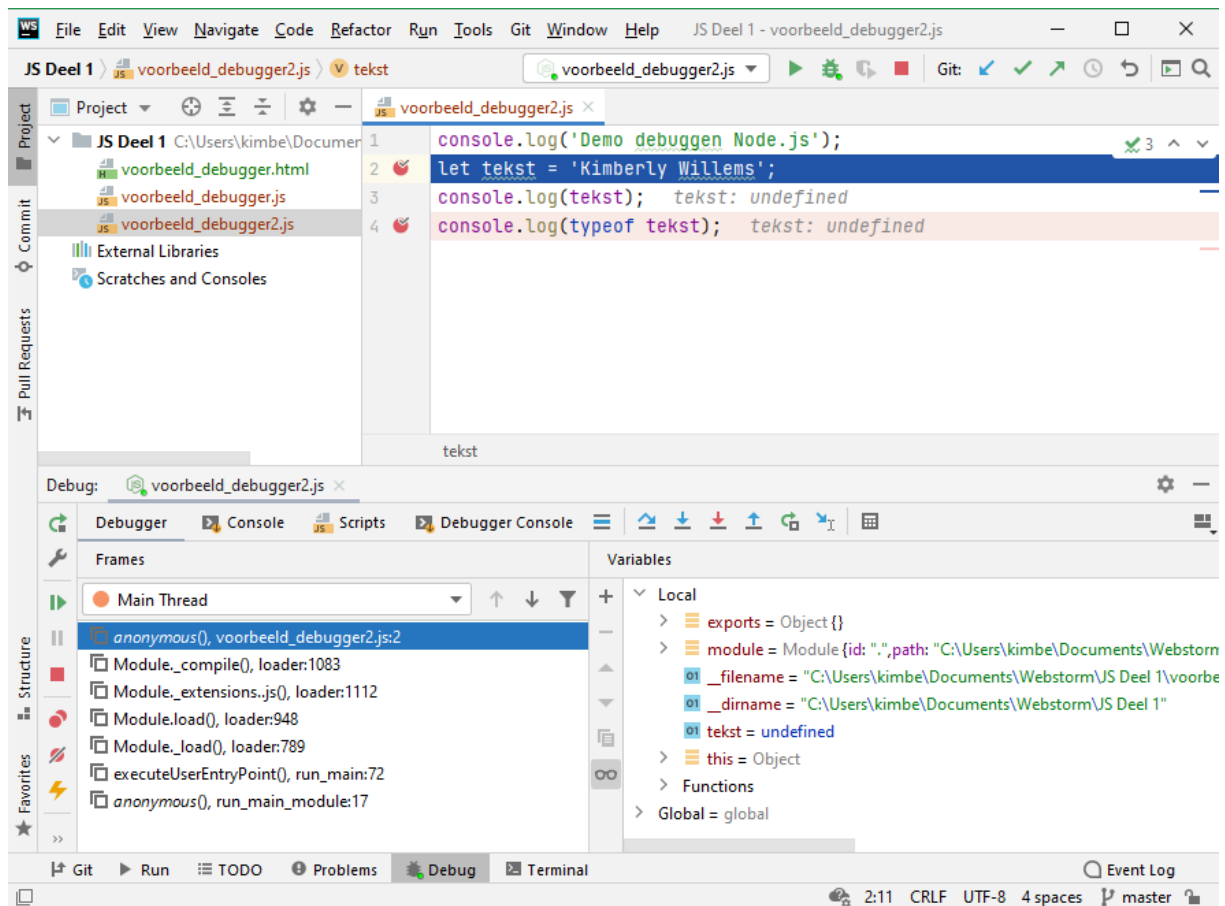 WS File Edit View Navigate Code Refactor Run Tools Git Window Help JS Deel 1 - voorbeeld_debugger2.js
JS Deel 1 voorbeeld_debugger2.js V tekst voorbeeld_debugger2.js Git:
Project
Commit
Pull Requests
Structure
Favorites
Project
JS Deel 1 C:\Users\kimbe\Documer
voorbeeld_debugger.html
voorbeeld_debugger.js
voorbeeld_debugger2.js
External Libraries
Scratches and Consoles
voorbeeld_debugger2.js
1 console.log('Demo debuggen Node.js');
2 let tekst = 'Kimberly Willems';
3 console.log(tekst); tekst: undefined
4 console.log(typeof tekst); tekst: undefined
3
tekst
Debug: voorbeeld_debugger2.js
Debugger Console Scripts Debugger Console
Frames
Main Thread
anonymous(), voorbeeld_debugger2.js:2
Module._compile(), loader:1083
Module._extensions..js(), loader:1112
Module.load(), loader:948
Module._load(), loader:789
executeUserEntryPoint(), run_main:72
anonymous(), run_main_module:17
Variables
Local
exports = Object {}
module = Module {id: ".",path: "C:\Users\kimbe\Documents\Webstorm
01 __filename = "C:\Users\kimbe\Documents\Webstorm\JS Deel 1\voorbe
01 __dirname = "C:\Users\kimbe\Documents\Webstorm\JS Deel 1"
01 tekst = undefined
this = Object
Functions
Global = global
Git Run TODO Problems Debug Terminal Event Log
2:11 CRLF UTF-8 4 spaces master